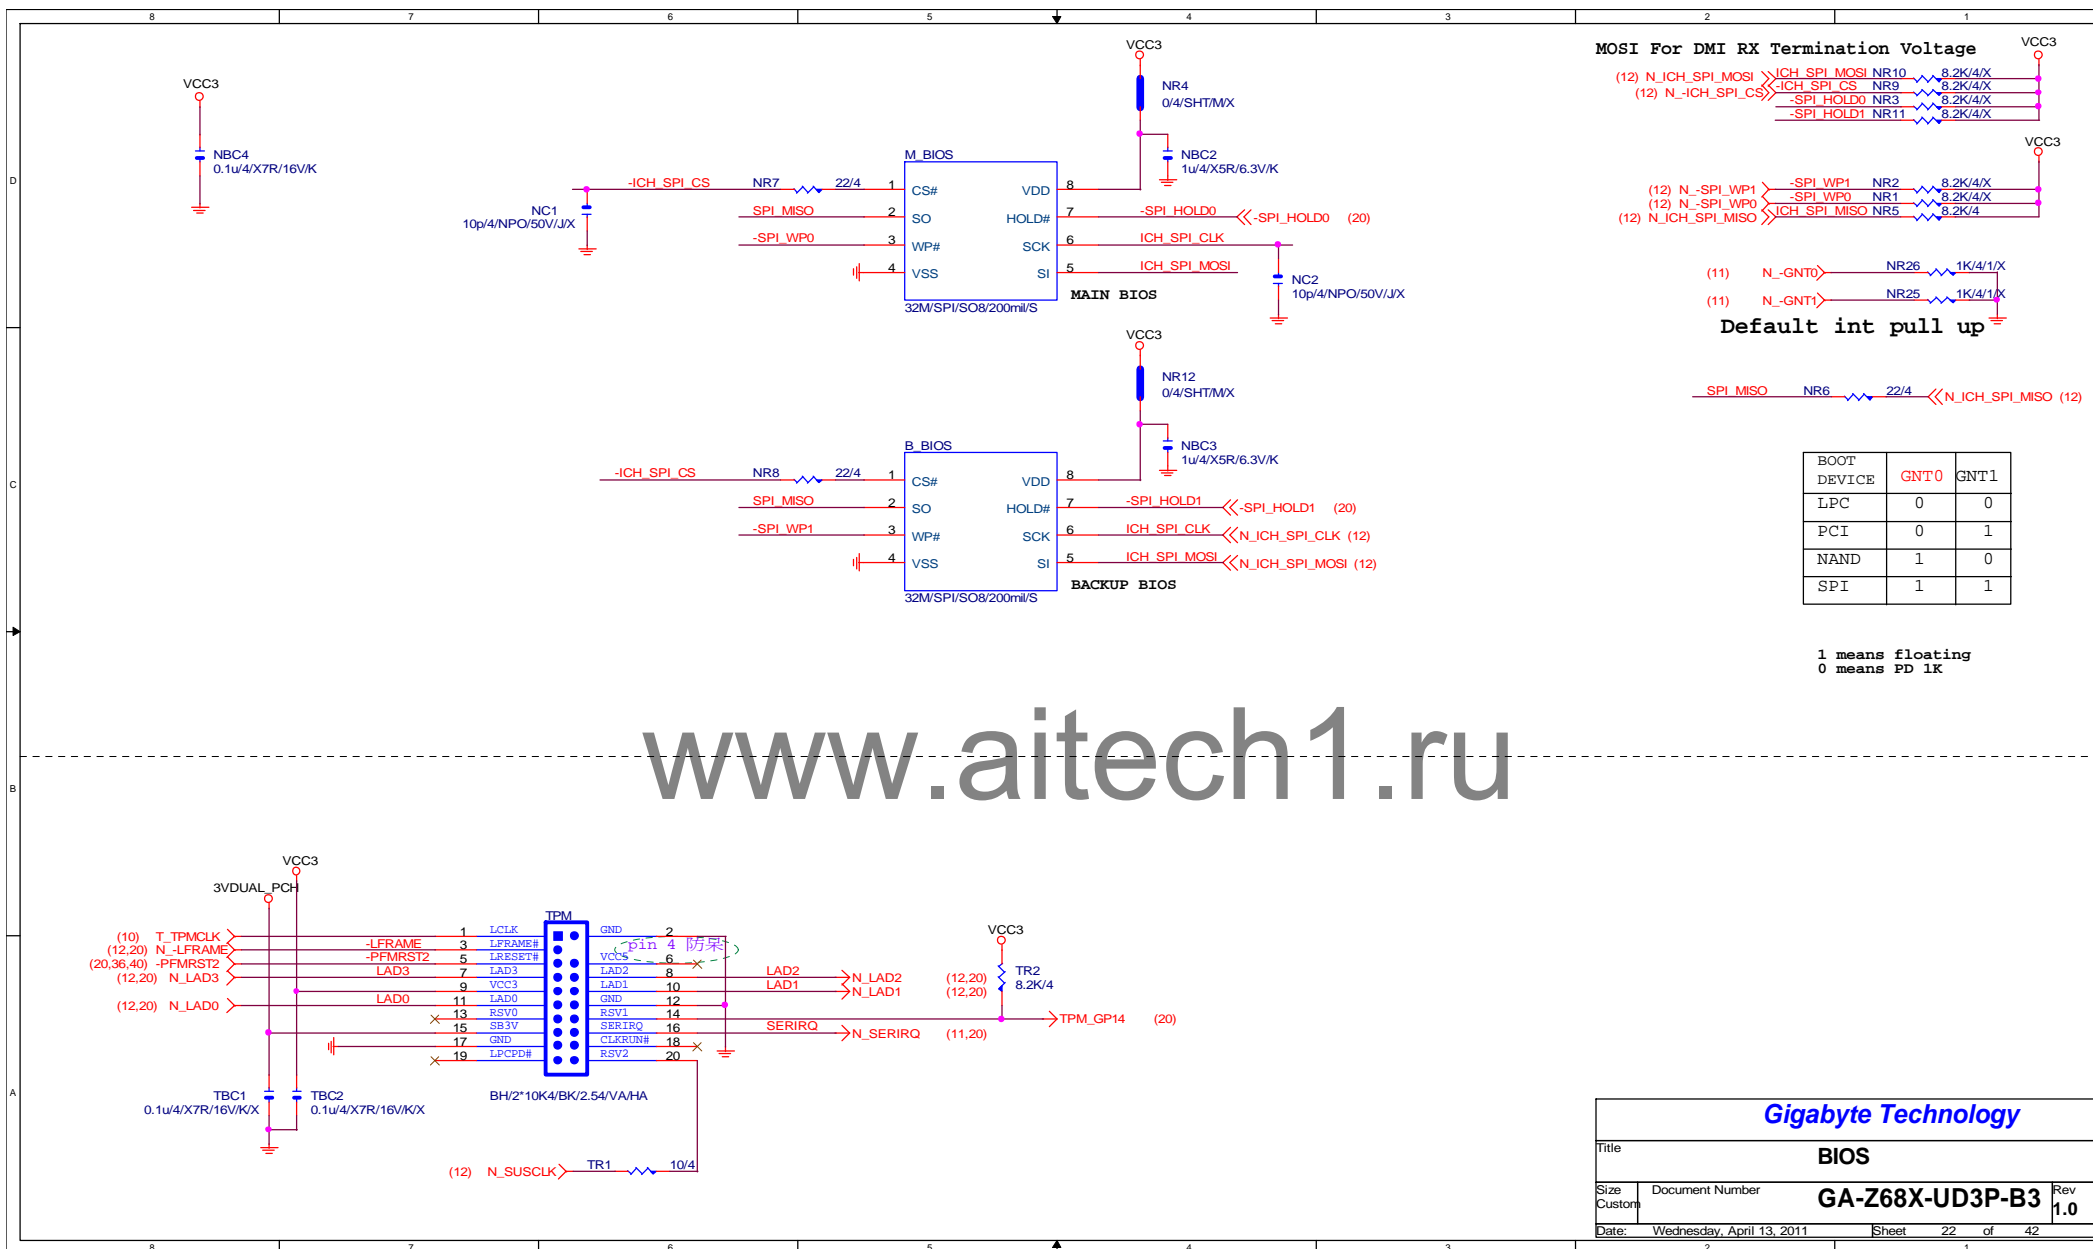 8 7 6 5 4 3 2 1
D
C
B
A
VCC3
NBC4
0.1u/4/X7R/16V/K
VCC3
NR4
0/4/SHT/M/X
NBC2
1u/4/X5R/6.3V/K
M_BIOS
-ICH_SPI_CS NR7 22/4 1 CS# VDD 8
NC1
10p/4/NPO/50V/J/X
SPI_MISO 2 SO HOLD# 7 -SPI_HOLD0 -SPI_HOLD0 (20)
-SPI_WP0 3 WP# SCK 6 ICH_SPI_CLK
4 VSS SI 5 ICH_SPI_MOSI
NC2
10p/4/NPO/50V/J/X
MAIN BIOS
32M/SPI/SO8/200mil/S
VCC3
NR12
0/4/SHT/M/X
NBC3
1u/4/X5R/6.3V/K
B_BIOS
-ICH_SPI_CS NR8 22/4 1 CS# VDD 8
SPI_MISO 2 SO HOLD# 7 -SPI_HOLD1 -SPI_HOLD1 (20)
-SPI_WP1 3 WP# SCK 6 ICH_SPI_CLK N_ICH_SPI_CLK (12)
4 VSS SI 5 ICH_SPI_MOSI N_ICH_SPI_MOSI (12)
BACKUP BIOS
32M/SPI/SO8/200mil/S
MOSI For DMI RX Termination Voltage
VCC3
(12) N_ICH_SPI_MOSI ICH_SPI_MOSI NR10 8.2K/4/X
(12) N_-ICH_SPI_CS -ICH_SPI_CS NR9 8.2K/4/X
-SPI_HOLD0 NR3 8.2K/4/X
-SPI_HOLD1 NR11 8.2K/4/X
VCC3
(12) N_-SPI_WP1 -SPI_WP1 NR2 8.2K/4/X
(12) N_-SPI_WP0 -SPI_WP0 NR1 8.2K/4/X
(12) N_ICH_SPI_MISO ICH_SPI_MISO NR5 8.2K/4
(11) N_-GNT0 NR26 1K/4/1/X
(11) N_-GNT1 NR25 1K/4/1/X
Default int pull up
SPI_MISO NR6 22/4 N_ICH_SPI_MISO (12)
BOOT DEVICE GNT0 GNT1
LPC 0 0
PCI 0 1
NAND 1 0
SPI 1 1
1 means floating
0 means PD 1K
www.aitech1.ru
VCC3
3VDUAL_PCH
TPM
(10) T_TPMCLK 1 LCLK GND 2
(12,20) N_-LFRAME -LFRAME 3 LFRAME# pin 4 防呆
(20,36,40) -PFMRST2 -PFMRST2 5 LRESET# VCC5 6
(12,20) N_LAD3 LAD3 7 LAD3 LAD2 8 LAD2 N_LAD2 (12,20)
9 VCC3 LAD1 10 LAD1 N_LAD1 (12,20)
(12,20) N_LAD0 LAD0 11 LAD0 GND 12
13 RSV0 RSV1 14 TPM_GP14 (20)
15 SB3V SERIRQ 16 SERIRQ N_SERIRQ (11,20)
17 GND CLKRUN# 18
19 LPCPD# RSV2 20
VCC3
TR2
8.2K/4
TBC1
0.1u/4/X7R/16V/K/X
TBC2
0.1u/4/X7R/16V/K/X
BH/2*10K4/BK/2.54/VA/HA
(12) N_SUSCLK TR1 10/4
Gigabyte Technology
Title
BIOS
Size
Custom
Document Number
GA-Z68X-UD3P-B3
Rev
1.0
Date: Wednesday, April 13, 2011 Sheet 22 of 42
8 7 6 5 4 3 2 1